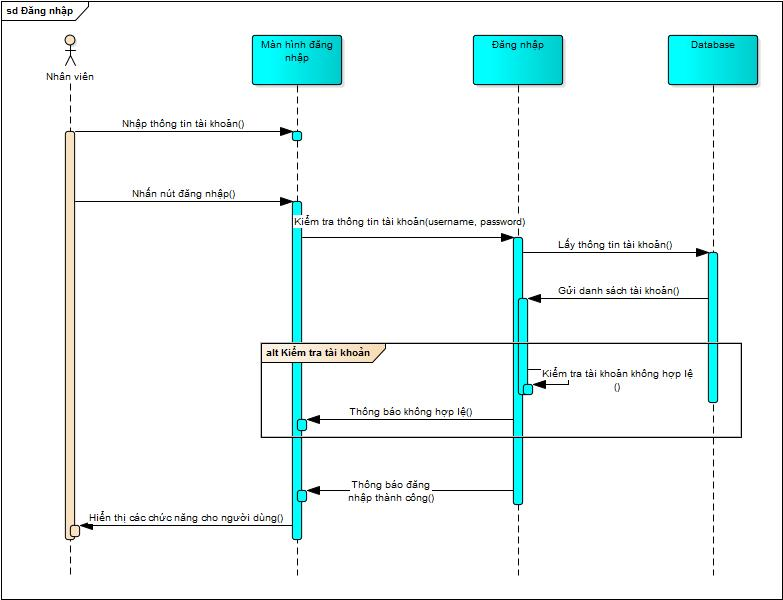 sd Đăng nhập
Nhân viên
Màn hình đăng
nhập
Đăng nhập
Database
Nhập thông tin tài khoản()
Nhấn nút đăng nhập()
Kiểm tra thông tin tài khoản(username, password)
Lấy thông tin tài khoản()
Gửi danh sách tài khoản()
alt Kiểm tra tài khoản
Kiểm tra tài khoản không hợp lệ
()
Thông báo không hợp lệ()
Thông báo đăng
nhập thành công()
Hiển thị các chức năng cho người dùng()